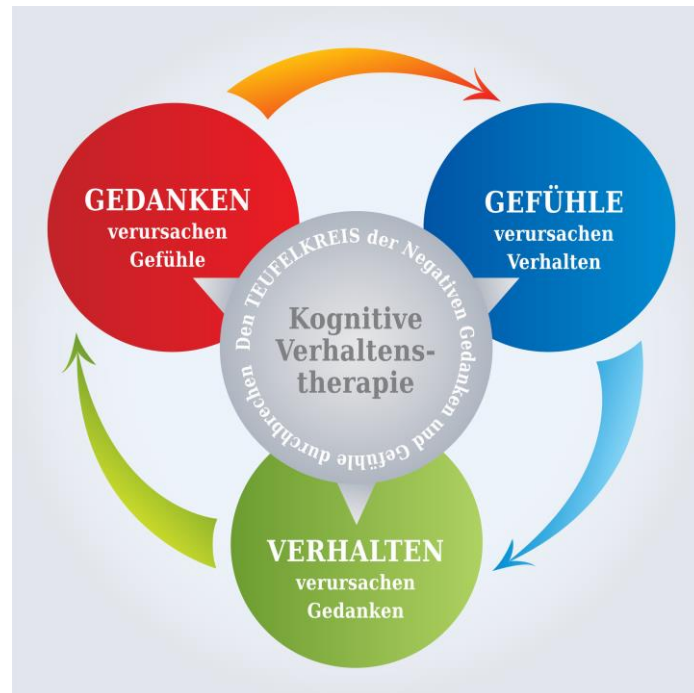 GEDANKEN
verursachen
Gefühle
GEFÜHLE
verursachen
Verhalten
Den TEUFELKREIS der Negativen Gedanken und Gefühle durchbrechen
Kognitive
Verhaltens-
therapie
VERHALTEN
verursachen
Gedanken